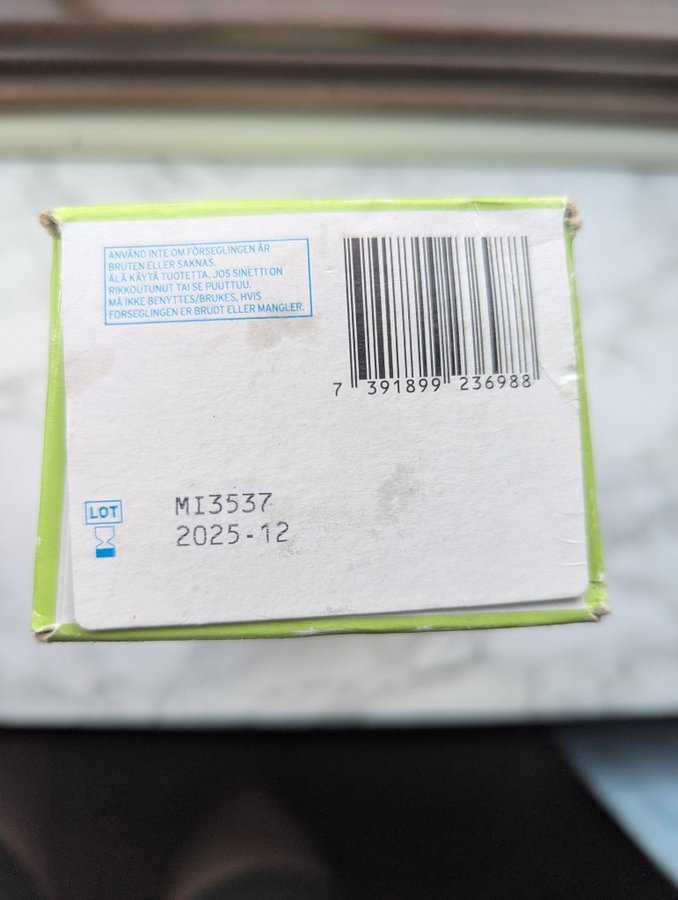 ANVÄND INTE OM FÖRSEGLINGEN ÄR
BRUTEN ELLER SAKNAS.
ÄLÄ KÄYTÄ TUOTETTA, JOS SINETTI ON
RIKKOUTUNUT TAI SE PUUTTUU.
MÅ IKKE BENYTTES/BRUKES, HVIS
FORSEGLINGEN ER BRUDT ELLER MANGLER.
7 391899 236988
LOT MI3537
2025-12